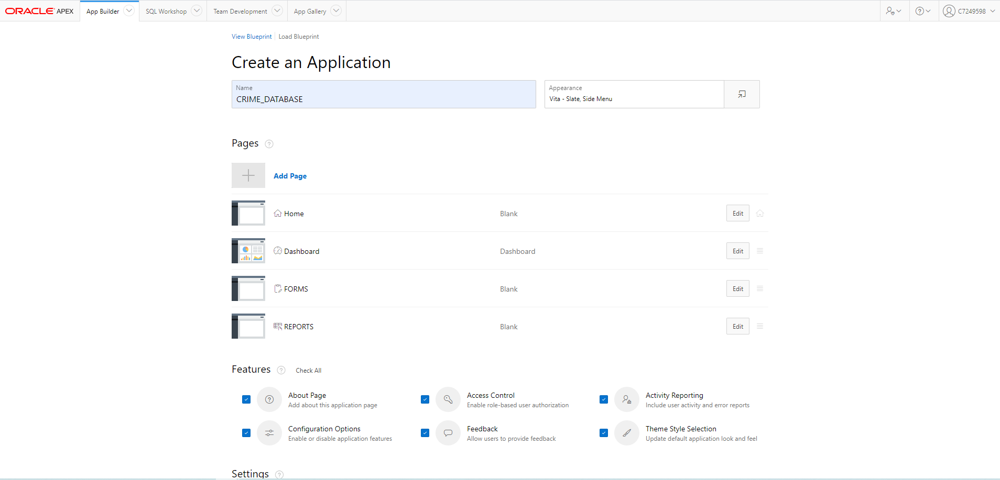 ORACLE APEX App Builder SQL Workshop Team Development App Gallery C7249598
View Blueprint Load Blueprint
Create an Application
Name
CRIME_DATABASE
Appearance
Vita - Slate, Side Menu
Pages ?
Add Page
Home Blank Edit
Dashboard Dashboard Edit
FORMS Blank Edit
REPORTS Blank Edit
Features ? Check All
About Page
Add about this application page
Access Control
Enable role-based user authorization
Activity Reporting
Include user activity and error reports
Configuration Options
Enable or disable application features
Feedback
Allow users to provide feedback
Theme Style Selection
Update default application look and feel
Settings ?